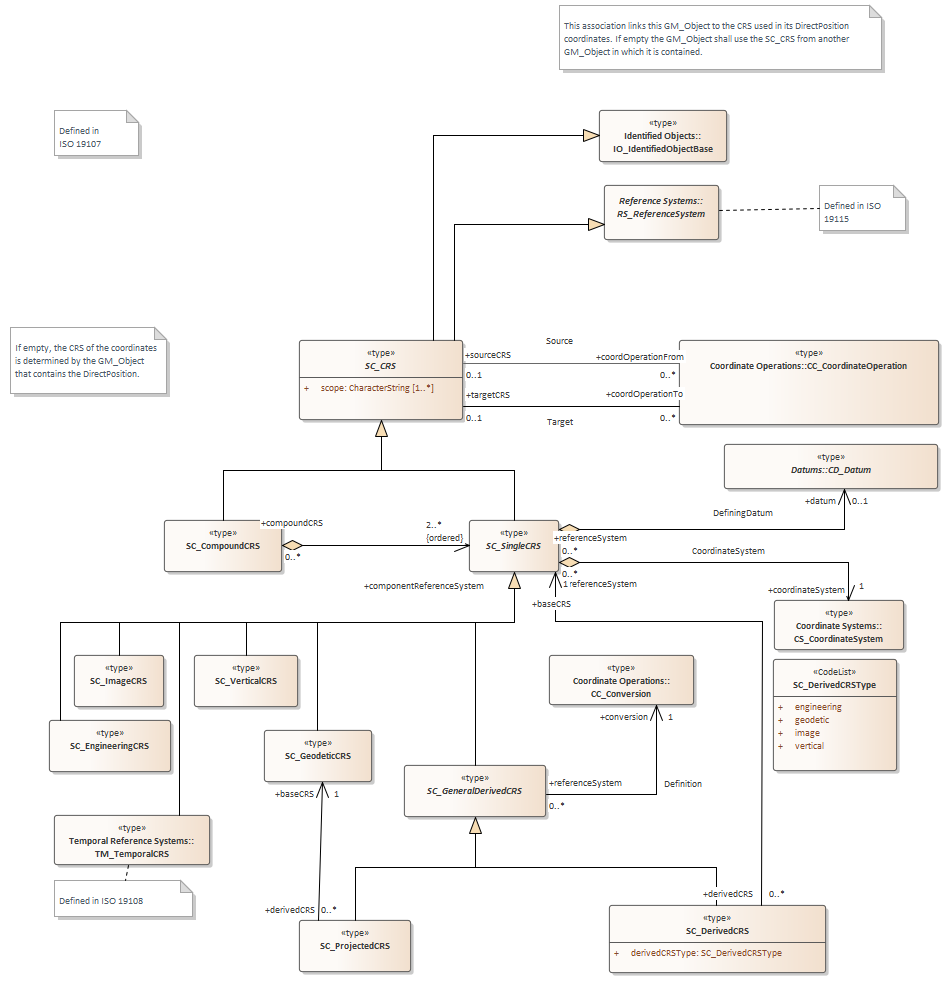 This association links this GM_Object to the CRS used in its DirectPosition
coordinates. If empty the GM_Object shall use the SC_CRS from another
GM_Object in which it is contained.
Defined in
ISO 19107
«type»
Identified Objects::
IO_IdentifiedObjectBase
Reference Systems::
RS_ReferenceSystem
Defined in ISO
19115
If empty, the CRS of the coordinates
is determined by the GM_Object
that contains the DirectPosition.
«type»
SC_CRS
+ scope: CharacterString [1..*]
Source
+sourceCRS
+coordOperationFrom
0..1
0..*
+targetCRS
+coordOperationTo
0..1
0..*
Target
«type»
Coordinate Operations::CC_CoordinateOperation
«type»
Datums::CD_Datum
+datum
0..1
DefiningDatum
«type»
SC_CompoundCRS
+compoundCRS
0..*
2..*
{ordered}
«type»
SC_SingleCRS
+referenceSystem
0..*
CoordinateSystem
0..*
1 referenceSystem
+componentReferenceSystem
+baseCRS
+coordinateSystem
1
«type»
Coordinate Systems::
CS_CoordinateSystem
«type»
SC_ImageCRS
«type»
SC_VerticalCRS
«type»
Coordinate Operations::
CC_Conversion
«CodeList»
SC_DerivedCRSType
+ engineering
+ geodetic
+ image
+ vertical
«type»
SC_EngineeringCRS
«type»
SC_GeodeticCRS
+conversion
1
«type»
SC_GeneralDerivedCRS
+referenceSystem
0..*
Definition
+baseCRS
1
«type»
Temporal Reference Systems::
TM_TemporalCRS
Defined in ISO 19108
+derivedCRS
0..*
+derivedCRS
0..*
«type»
SC_ProjectedCRS
«type»
SC_DerivedCRS
+ derivedCRSType: SC_DerivedCRSType